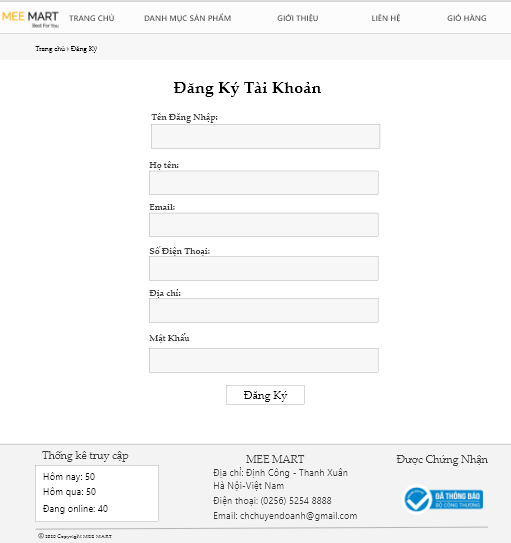 MEE MART
Best For You
TRANG CHỦ DANH MỤC SẢN PHẨM GIỚI THIỆU LIÊN HỆ GIỎ HÀNG
Trang chủ › Đăng Ký
Đăng Ký Tài Khoản
Tên Đăng Nhập:
Họ tên:
Email:
Số Điện Thoại:
Địa chỉ:
Mật Khẩu
Đăng Ký
Thống kê truy cập
Hôm nay: 50
Hôm qua: 50
Đang online: 40
MEE MART
Địa chỉ: Định Công - Thanh Xuân
Hà Nội-Việt Nam
Điện thoại: (0256) 5254 8888
Email: chchuyendoanh@gmail.com
Được Chứng Nhận
ĐÃ THÔNG BÁO
BỘ CÔNG THƯƠNG
© 2020 Copyright MEE MART